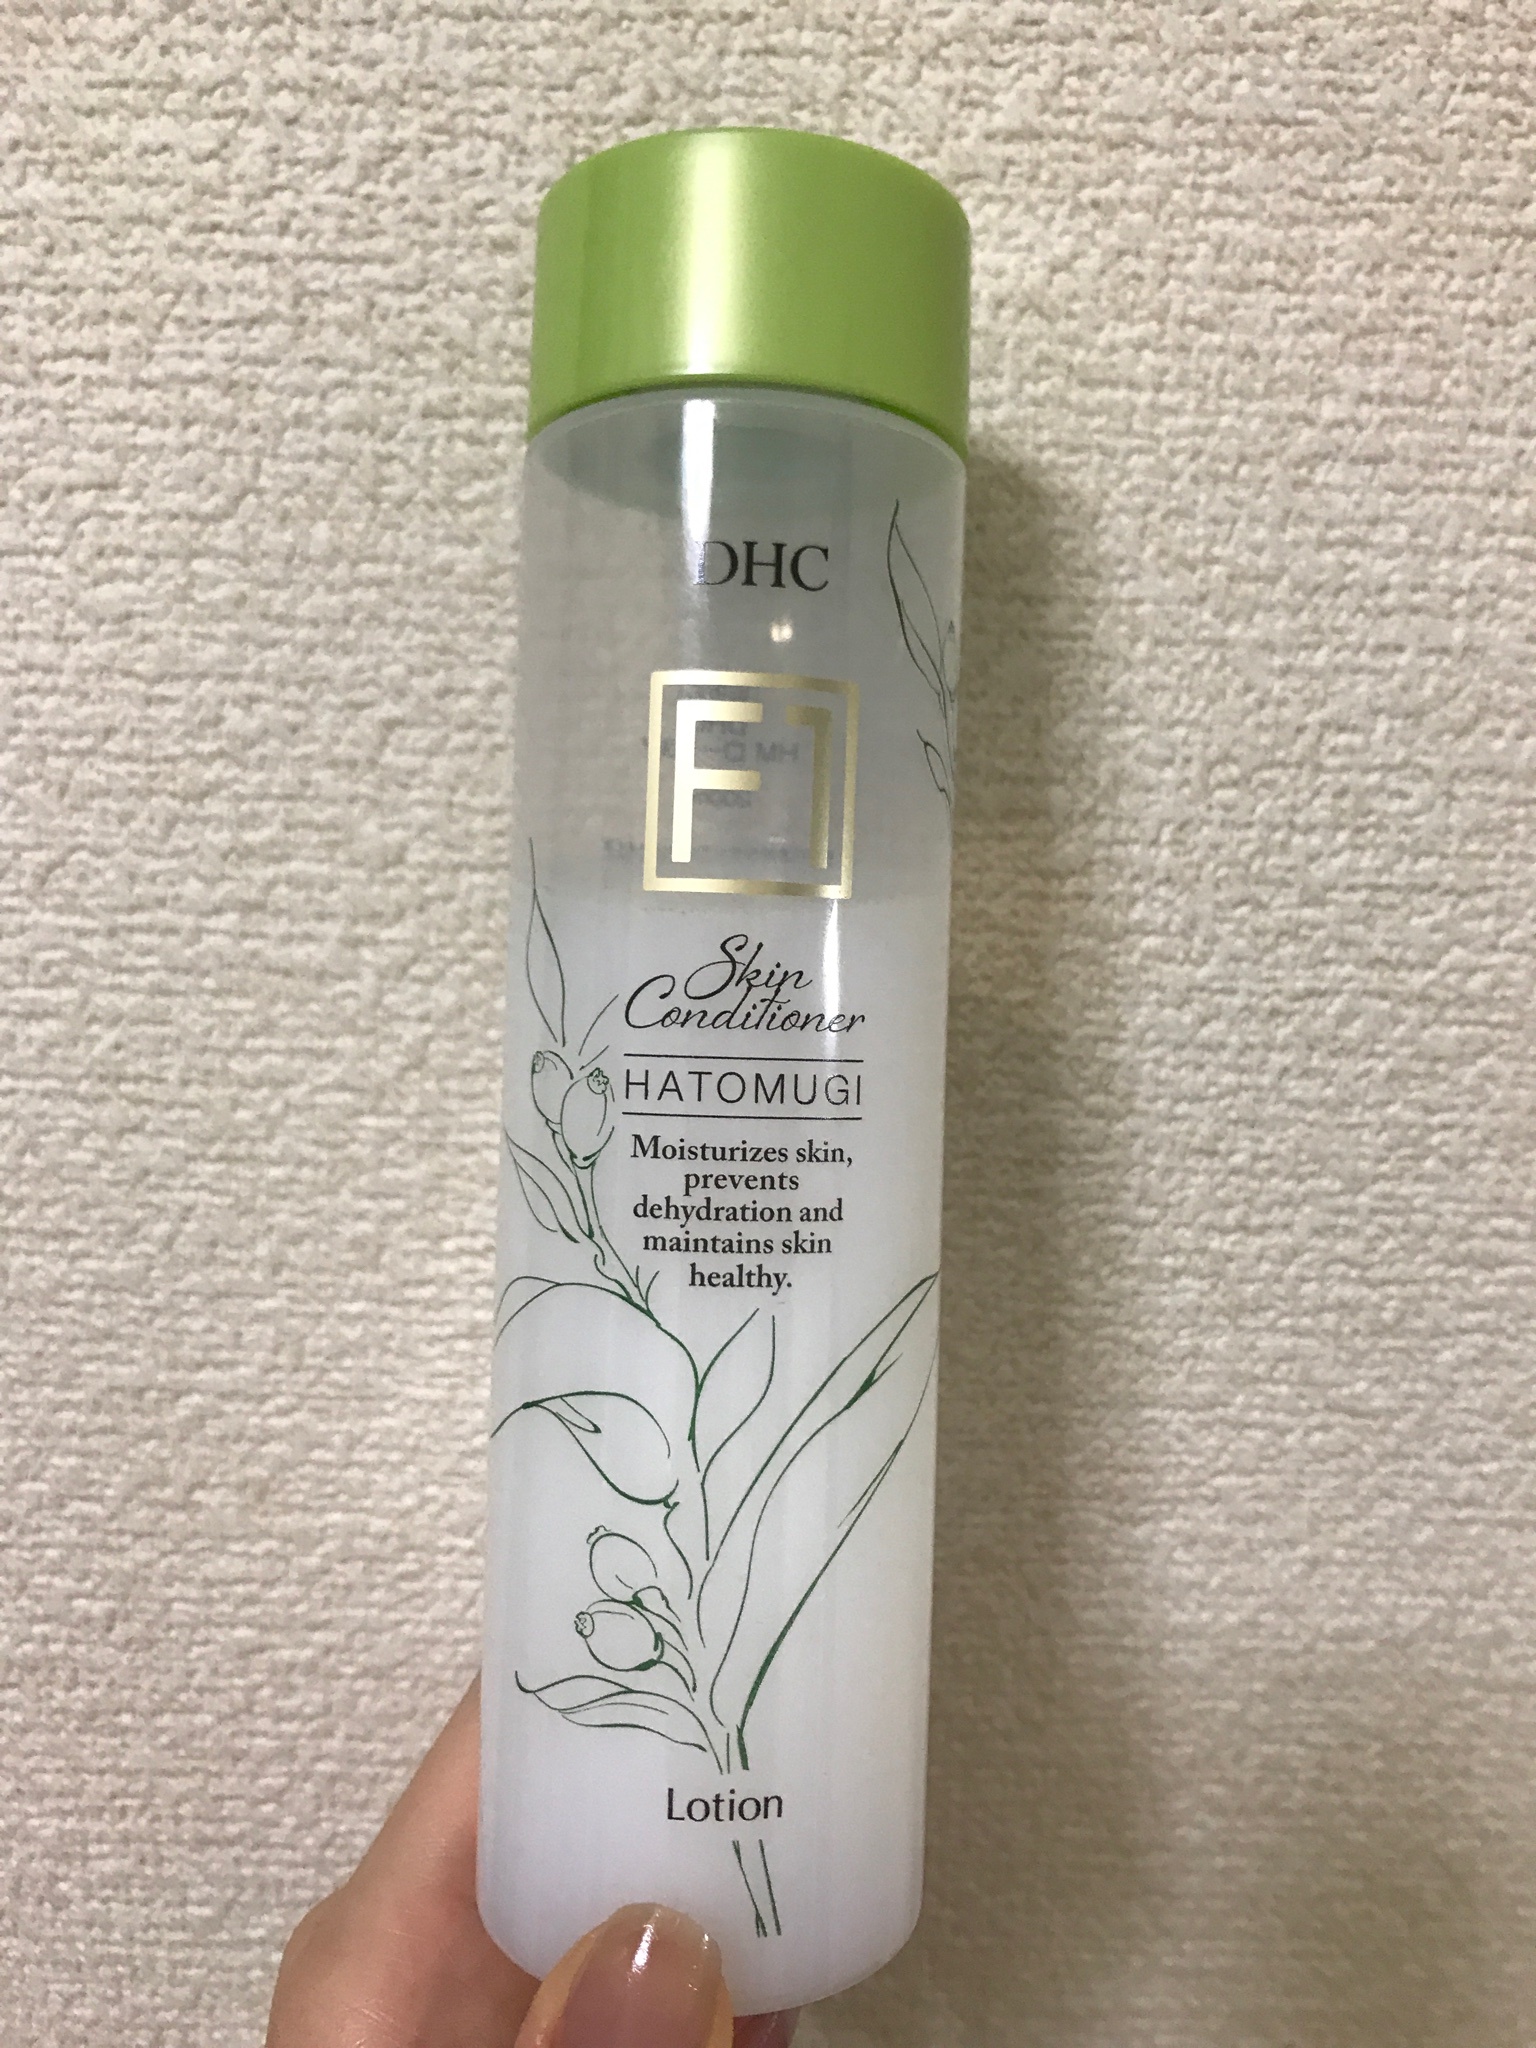 DHC
F1
Skin
Conditioner
HATOMUGI
Moisturizes skin,
prevents
dehydration and
maintains skin
healthy.
Lotion